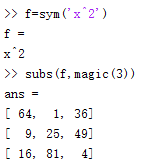 >> f=sym('x^2')
f =
x^2
>> subs(f,magic(3))
ans =
[ 64,  1, 36]
[  9, 25, 49]
[ 16, 81,  4]